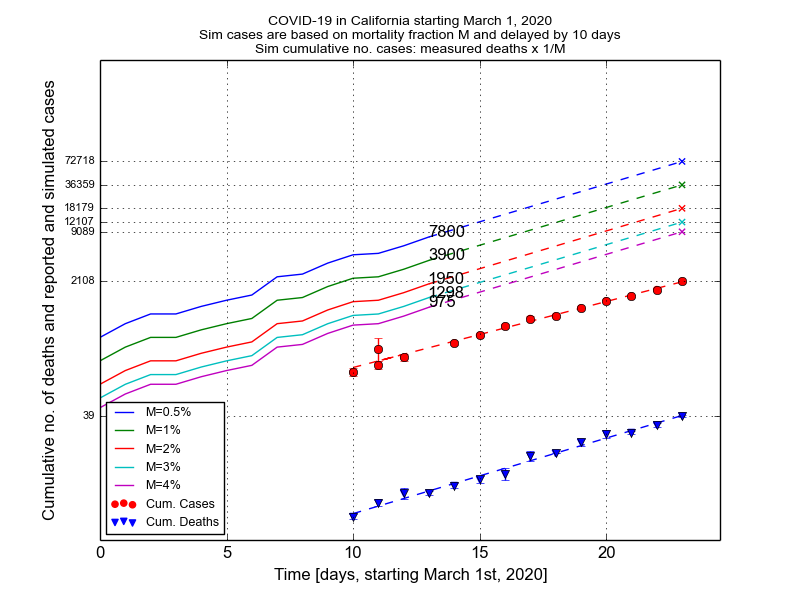 COVID-19 in California starting March 1, 2020
Sim cases are based on mortality fraction M and delayed by 10 days
Sim cumulative no. cases: measured deaths x 1/M
Cumulative no. of deaths and reported and simulated cases
72718
36359
18179
12107
9089
2108
39
7800
3900
1950
1298
975
M=0.5%
M=1%
M=2%
M=3%
M=4%
Cum. Cases
Cum. Deaths
0 5 10 15 20
Time [days, starting March 1st, 2020]